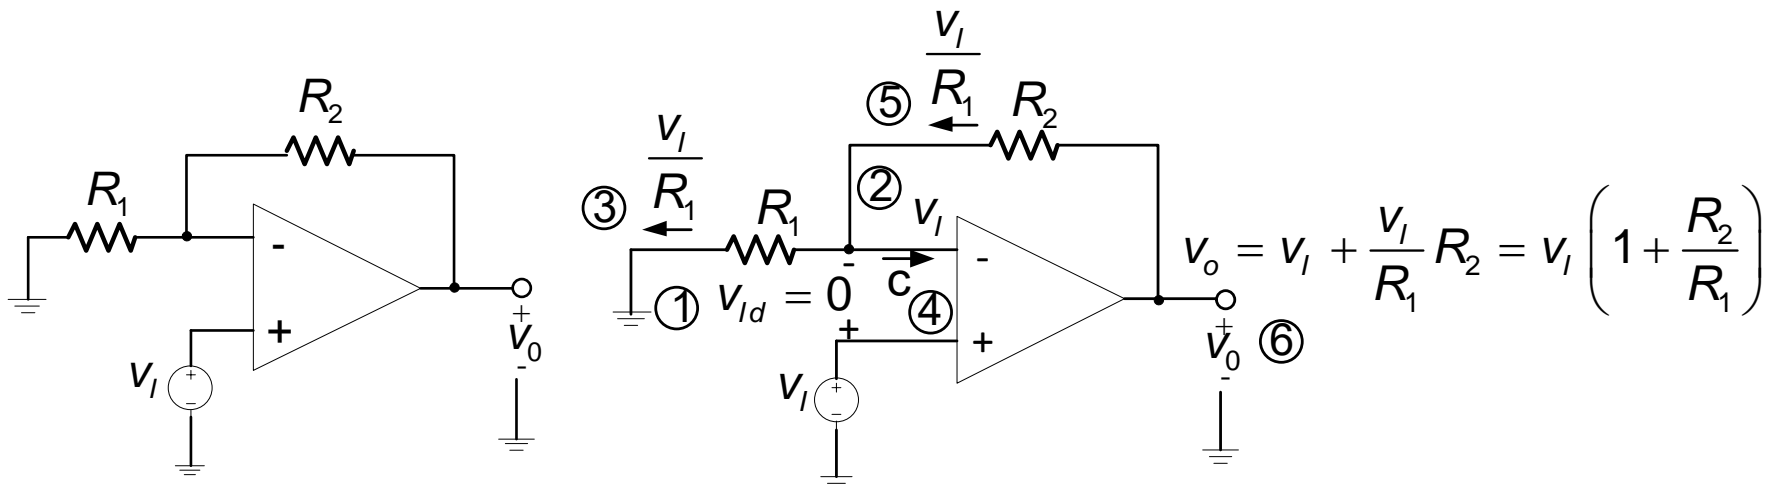 R2
R1
-
+
vI
+
−
+
v0
-
vI/R1
⑤
R2
vI/R1
③
②
R1
vI
-
-
c
① vId = 0
④
+
+
vI
+
−
+
v0 ⑥
-
vo = vI + vI/R1 R2 = vI (1 + R2/R1)